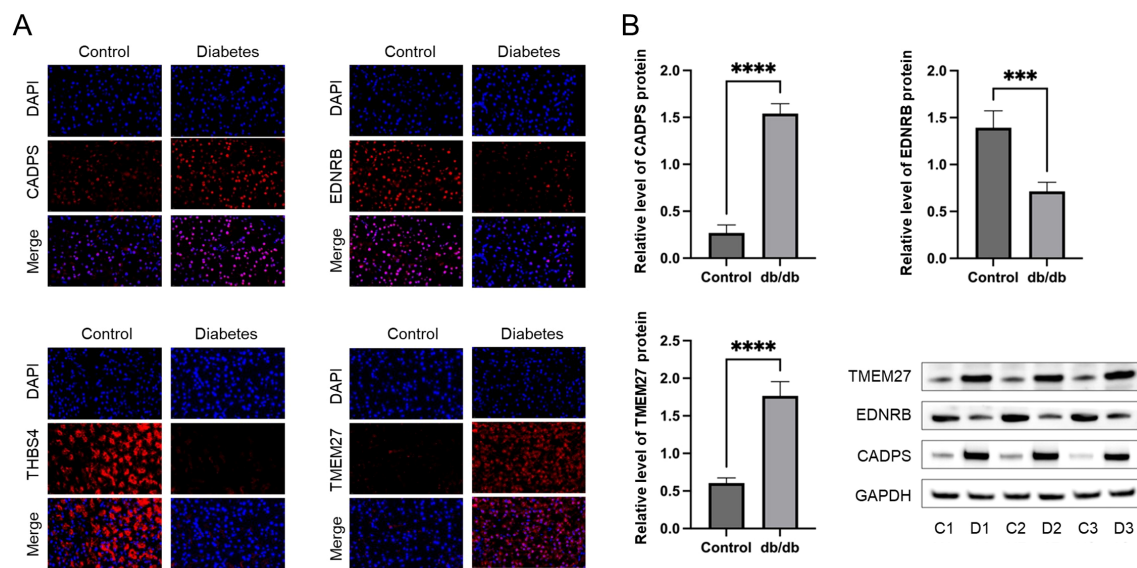 A
Control Diabetes
DAPI
CADPS
Merge
Control Diabetes
DAPI
EDNRB
Merge
Control Diabetes
DAPI
THBS4
Merge
Control Diabetes
DAPI
TMEM27
Merge
B
Relative level of CADPS protein
2.0
1.5
1.0
0.5
0.0
****
Control db/db
Relative level of EDNRB protein
2.0
1.5
1.0
0.5
0.0
***
Control db/db
Relative level of TMEM27 protein
2.5
2.0
1.5
1.0
0.5
0.0
****
Control db/db
TMEM27
EDNRB
CADPS
GAPDH
C1 D1 C2 D2 C3 D3